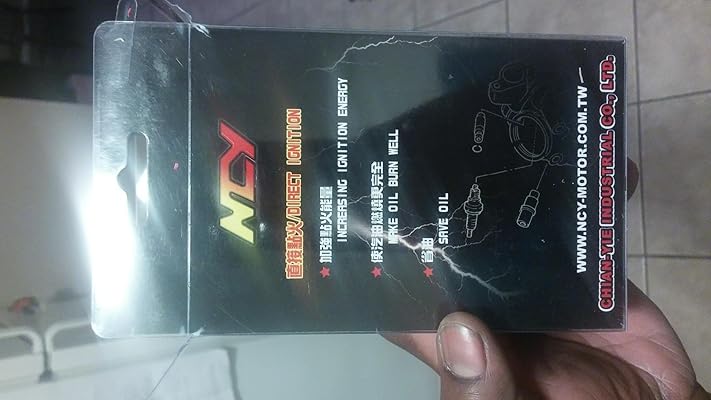 NCY
直接點火/DIRECT IGNITION
★加強點火能量
INCREASING IGNITION ENERGY
★使汽油燃燒更完全
MAKE OIL BURN WELL
★省油
SAVE OIL
WWW.NCY-MOTOR.COM.TW
CHIAN-YIE INDUSTRIAL CO., LTD.